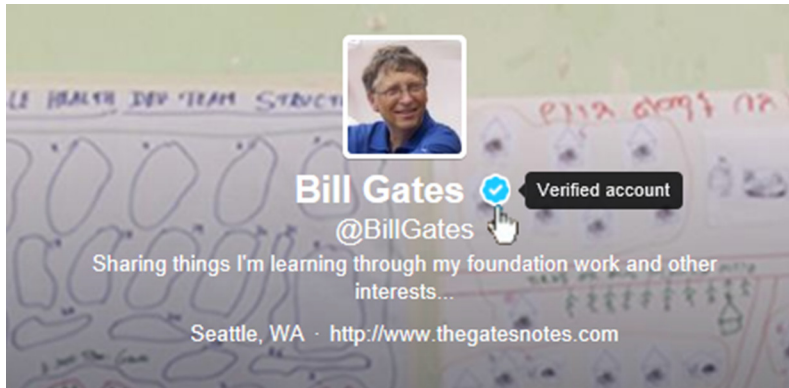 LE HEALTH DEV TEAM STRUCT
Bill Gates
Verified account
@BillGates
Sharing things I'm learning through my foundation work and other
interests...
Seattle, WA · http://www.thegatesnotes.com